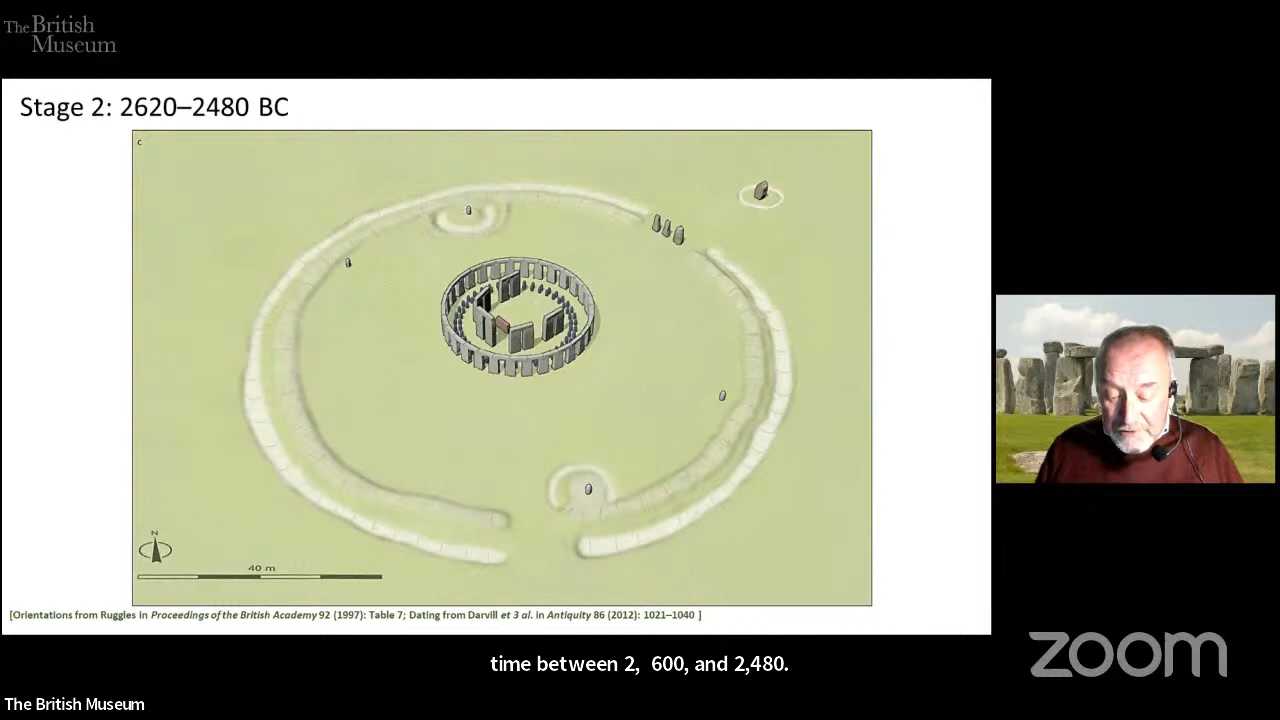 The British
Museum
Stage 2: 2620–2480 BC
c
N
40 m
[Orientations from Ruggles in Proceedings of the British Academy 92 (1997): Table 7; Dating from Darvill et 3 al. in Antiquity 86 (2012): 1021–1040 ]
time between 2,  600, and 2,480.
zoom
The British Museum